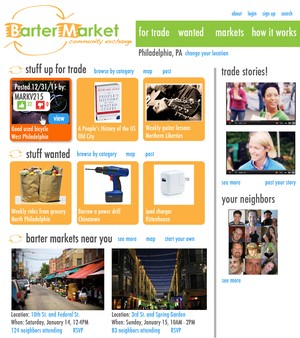 about login sign up search
Barter Market
community exchange
for trade wanted markets how it works
Philadelphia, PA change your location
stuff up for trade browse by category map post
Posted 12/31/11 by:
MARKV215
view
Good used bicycle
West Philadelphia
A People's History of the US
Old City
Weekly guitar lessons
Northern Liberties
stuff wanted browse by category map post
Weekly rides from grocery
North Philadelphia
Borrow a power drill
Chinatown
ipod charger
Rittenhouse
barter markets near you see more map start your own
Location: 10th St. and Federal St.
When: Saturday, January 14, 12-4PM
124 neighbors attending RSVP
Location: 3rd St. and Spring Garden
When: Sunday, January 15, 10AM - 2PM
83 neighbors attending RSVP
trade stories!
see more post your story
your neighbors
see more